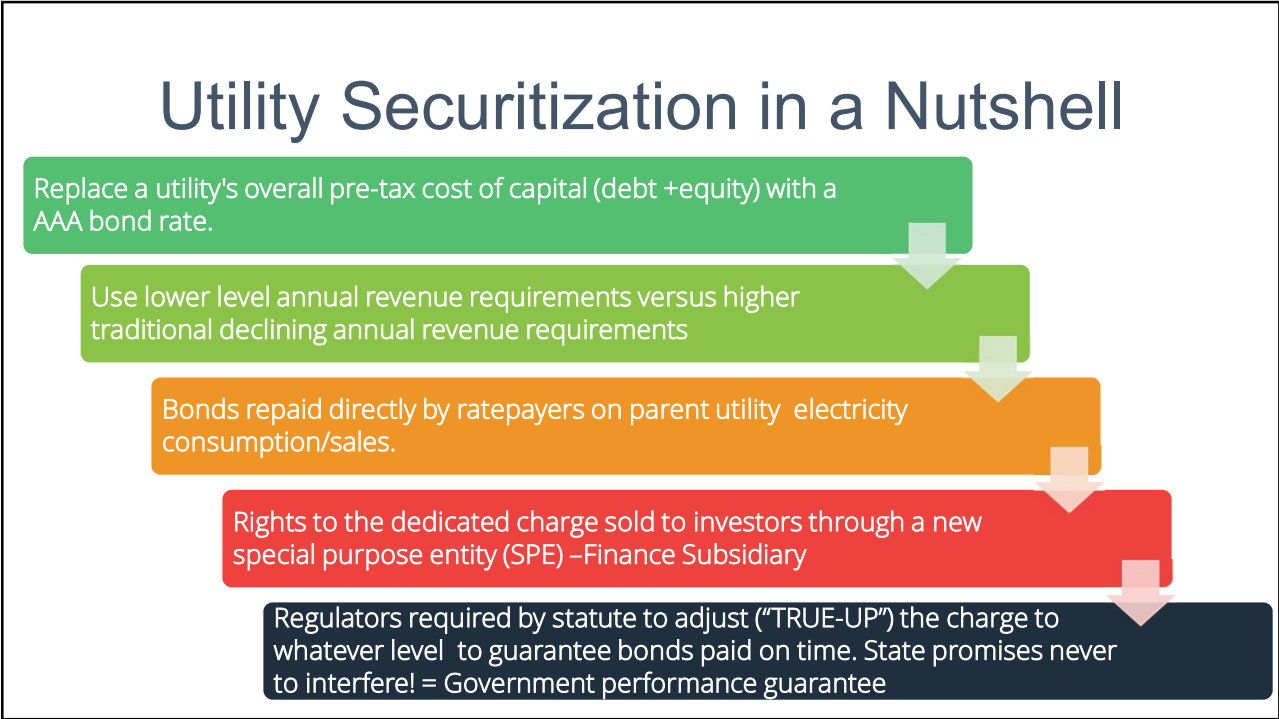 Utility Securitization in a Nutshell
Replace a utility's overall pre-tax cost of capital (debt +equity) with a
AAA bond rate.
Use lower level annual revenue requirements versus higher
traditional declining annual revenue requirements
Bonds repaid directly by ratepayers on parent utility  electricity
consumption/sales.
Rights to the dedicated charge sold to investors through a new
special purpose entity (SPE) –Finance Subsidiary
Regulators required by statute to adjust (“TRUE-UP”) the charge to
whatever level  to guarantee bonds paid on time. State promises never
to interfere! = Government performance guarantee